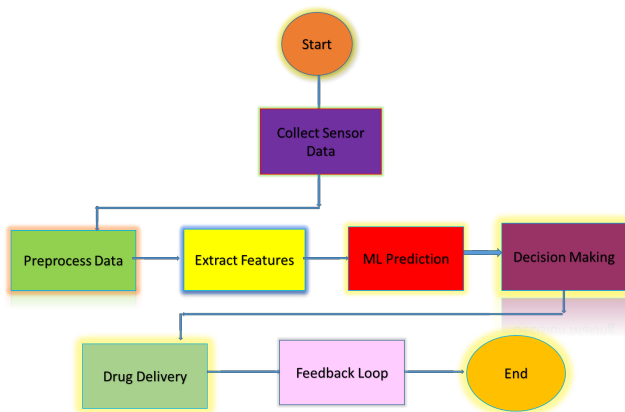 Start
Collect Sensor
Data
Preprocess Data
Extract Features
ML Prediction
Decision Making
Drug Delivery
Feedback Loop
End